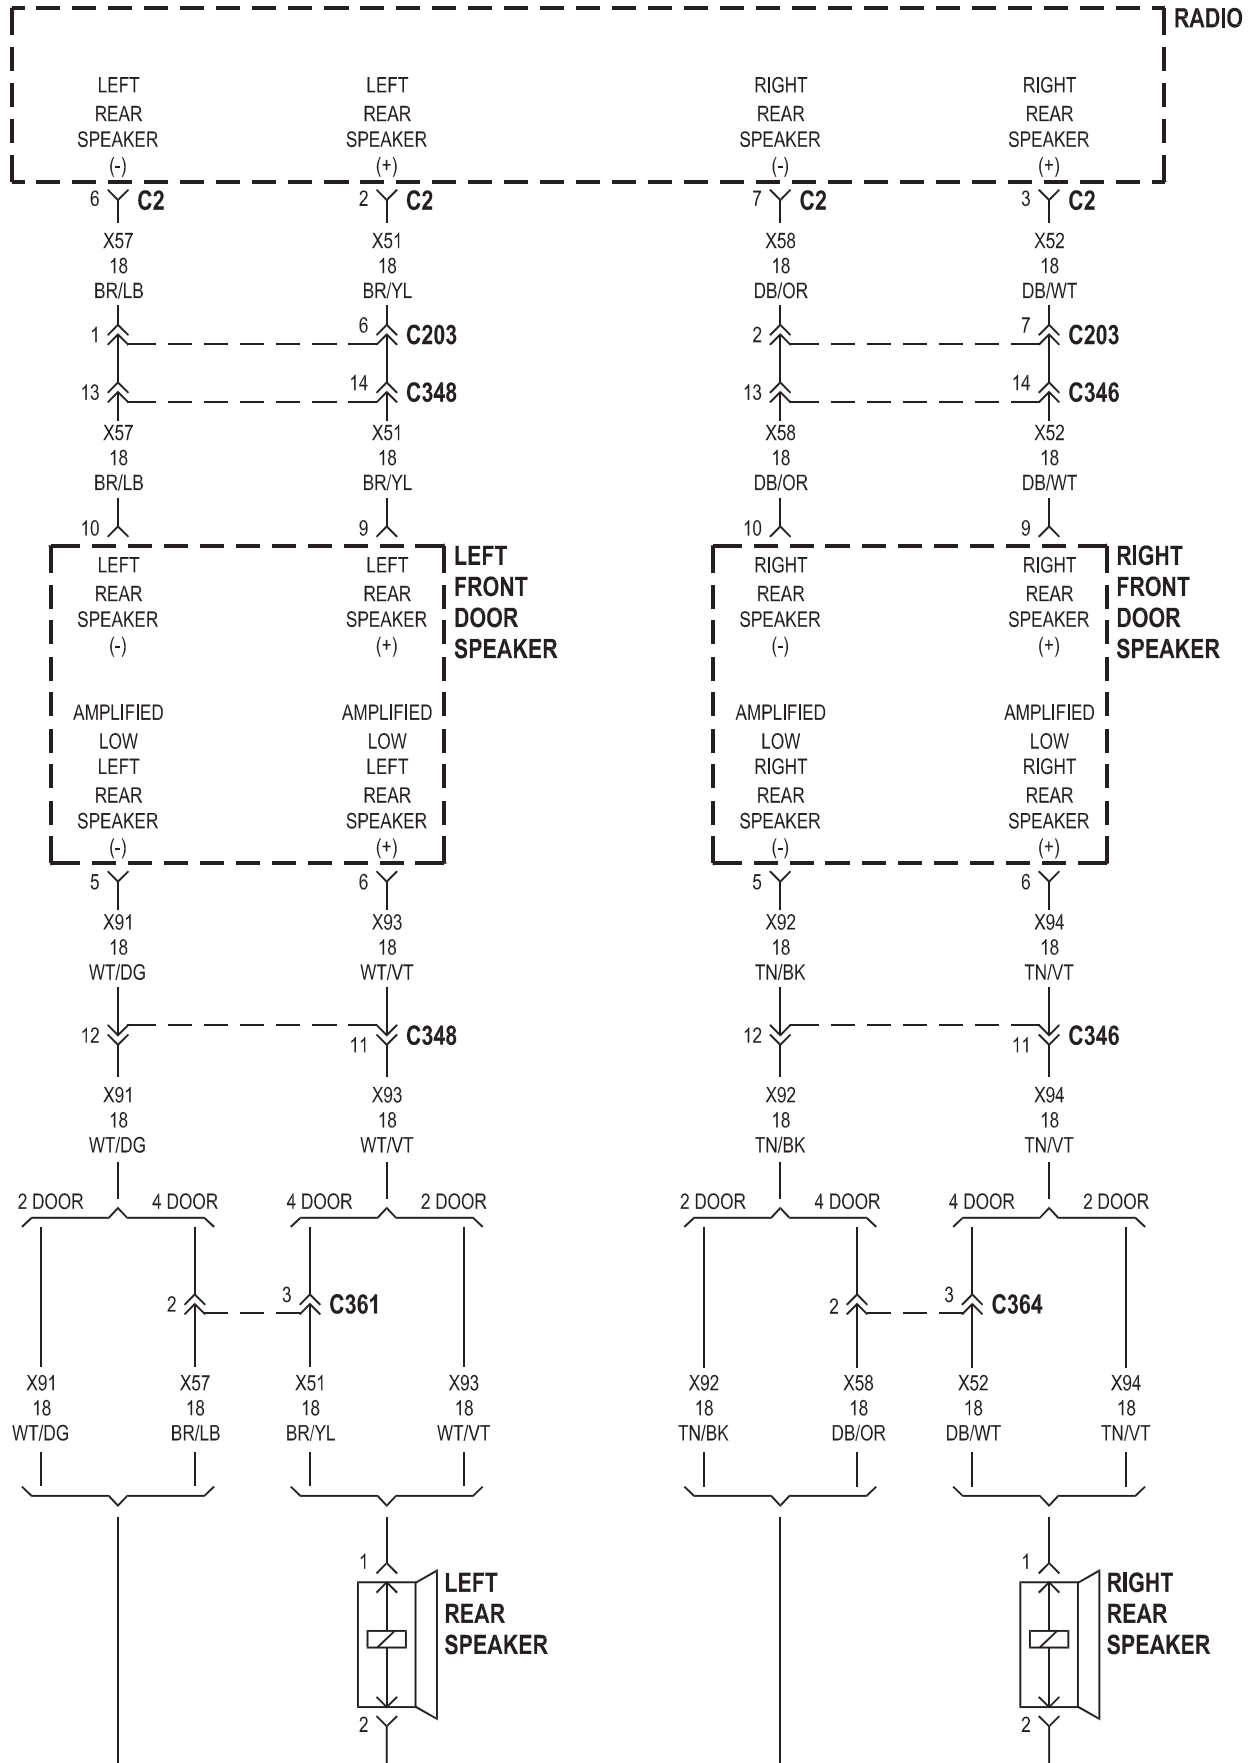 RADIO
LEFT LEFT RIGHT RIGHT
REAR REAR REAR REAR
SPEAKER SPEAKER SPEAKER SPEAKER
(-) (+) (-) (+)
6 C2 2 C2 7 C2 3 C2
X57 X51 X58 X52
18 18 18 18
BR/LB BR/YL DB/OR DB/WT
1 6 C203 2 7 C203
13 14 C348 13 14 C346
X57 X51 X58 X52
18 18 18 18
BR/LB BR/YL DB/OR DB/WT
10 9 10 9
LEFT LEFT LEFT RIGHT RIGHT RIGHT
REAR REAR FRONT REAR REAR FRONT
SPEAKER SPEAKER DOOR SPEAKER SPEAKER DOOR
(-) (+) SPEAKER (-) (+) SPEAKER
AMPLIFIED AMPLIFIED AMPLIFIED AMPLIFIED
LOW LOW LOW LOW
LEFT LEFT RIGHT RIGHT
REAR REAR REAR REAR
SPEAKER SPEAKER SPEAKER SPEAKER
(-) (+) (-) (+)
5 6 5 6
X91 X93 X92 X94
18 18 18 18
WT/DG WT/VT TN/BK TN/VT
12 11 C348 12 11 C346
X91 X93 X92 X94
18 18 18 18
WT/DG WT/VT TN/BK TN/VT
2 DOOR 4 DOOR 4 DOOR 2 DOOR 2 DOOR 4 DOOR 4 DOOR 2 DOOR
2 3 C361 2 3 C364
X91 X57 X51 X93 X92 X58 X52 X94
18 18 18 18 18 18 18 18
WT/DG BR/LB BR/YL WT/VT TN/BK DB/OR DB/WT TN/VT
1 1
LEFT RIGHT
REAR REAR
SPEAKER SPEAKER
2 2